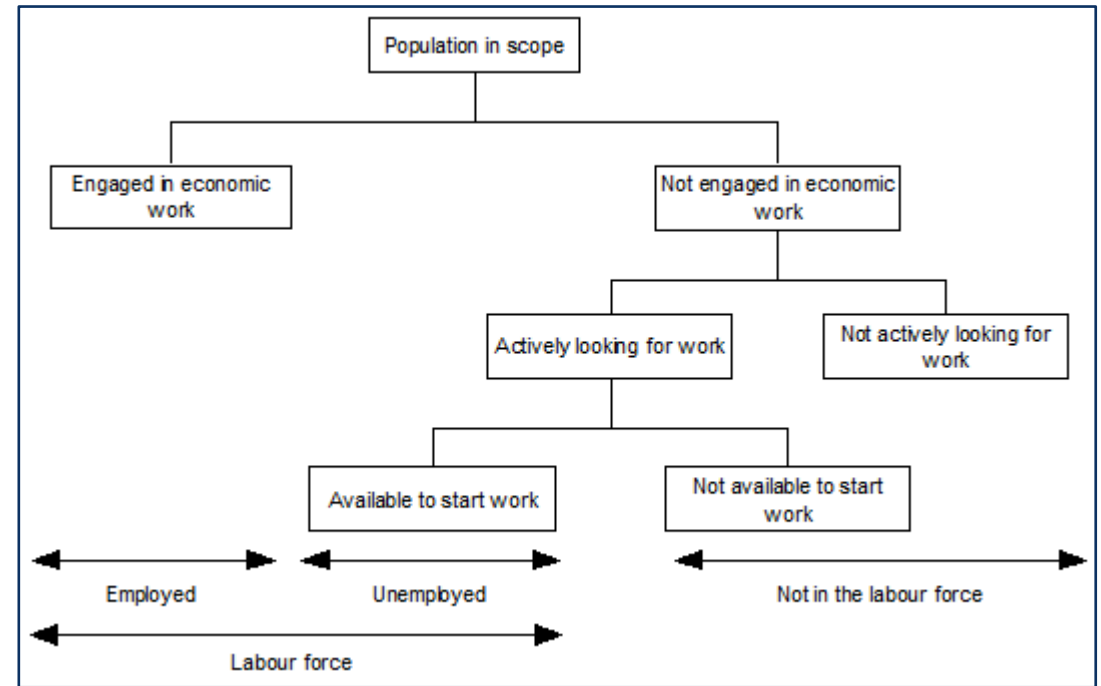 Population in scope
Engaged in economic
work
Not engaged in economic
work
Actively looking for work
Not actively looking for
work
Available to start work
Not available to start
work
Employed
Unemployed
Not in the labour force
Labour force